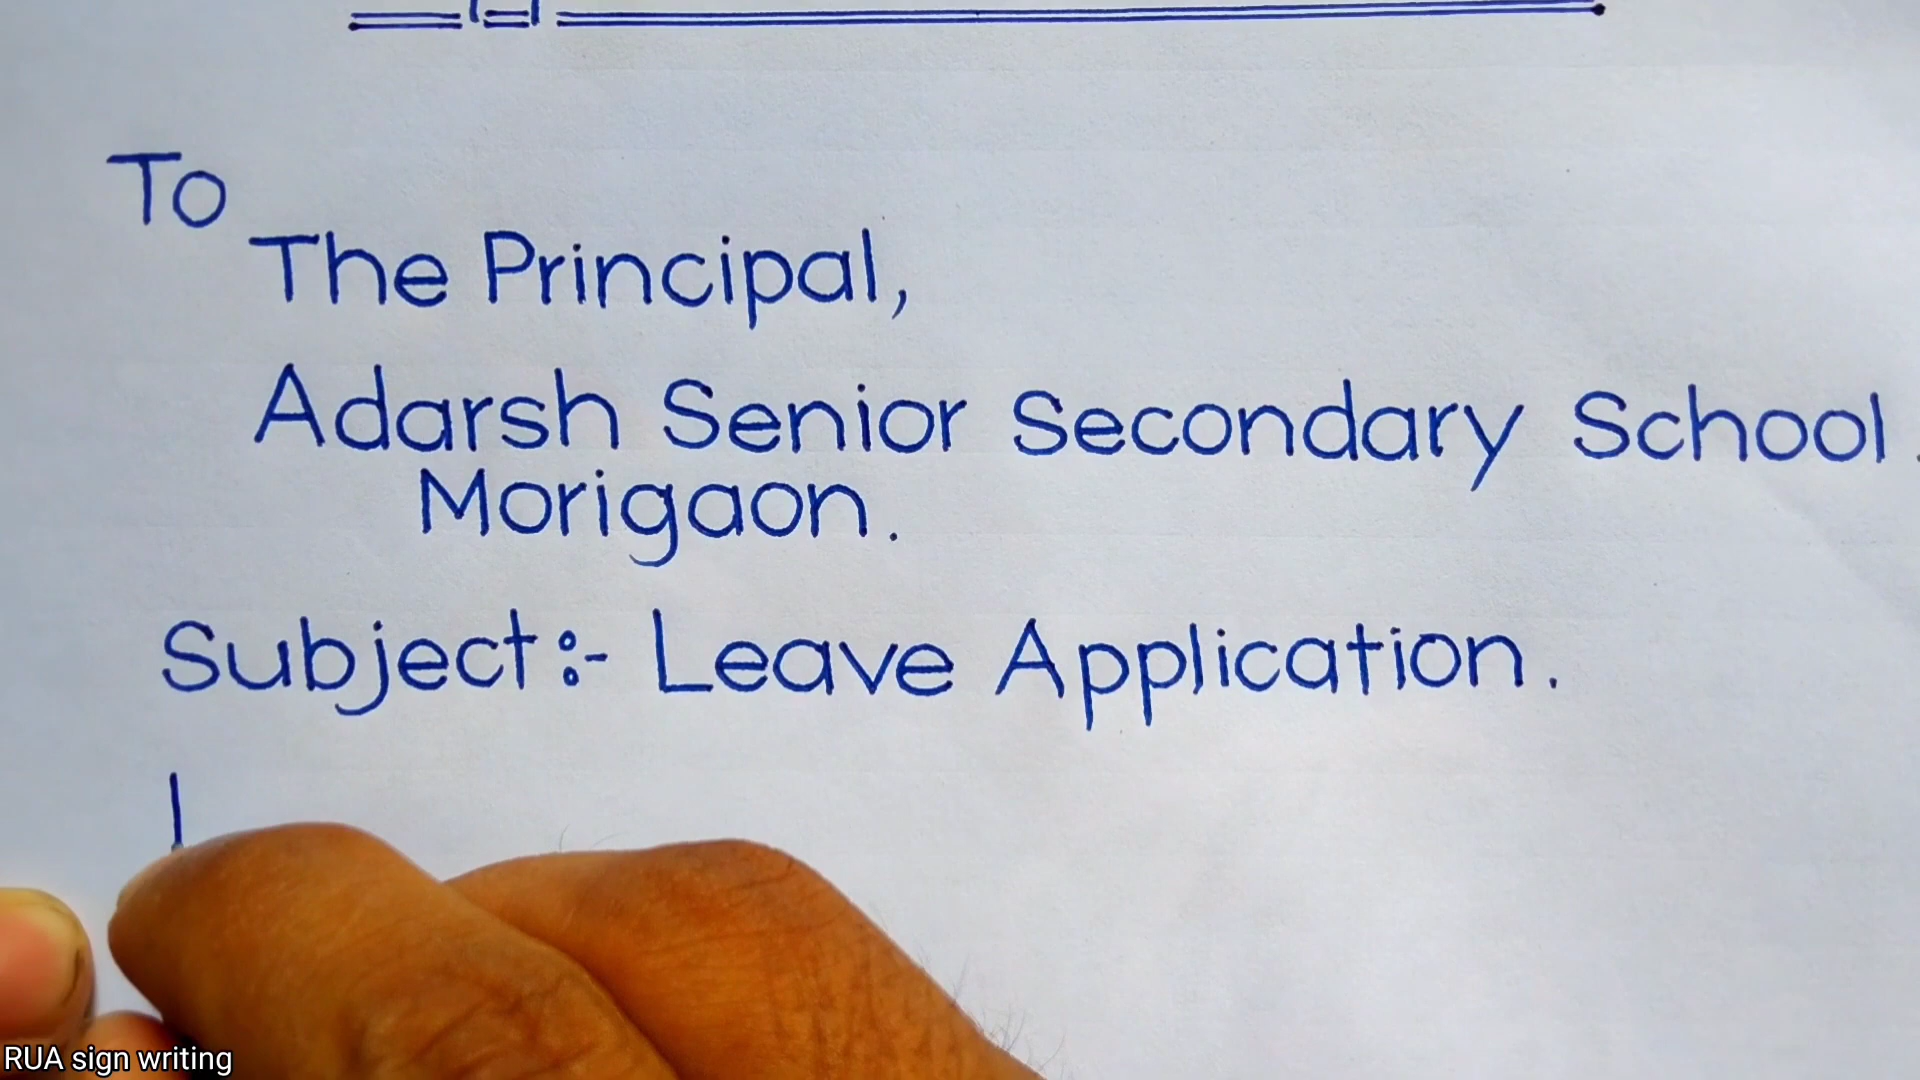 To
The Principal,
Adarsh Senior Secondary School.
Morigaon.
Subject:- Leave Application.
RUA sign writing